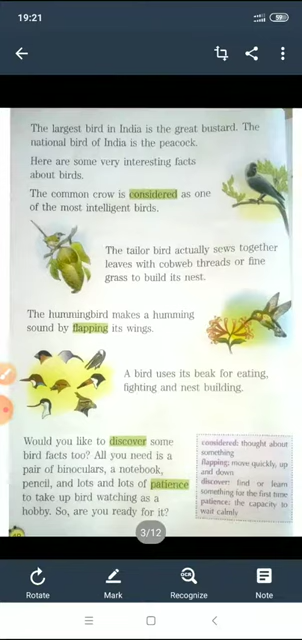 19:21
59
The largest bird in India is the great bustard. The
national bird of India is the peacock.
Here are some very interesting facts
about birds.
The common crow is considered as one
of the most intelligent birds.
The tailor bird actually sews together
leaves with cobweb threads or fine
grass to build its nest.
The hummingbird makes a humming
sound by flapping its wings.
A bird uses its beak for eating,
fighting and nest building.
Would you like to discover some
bird facts too? All you need is a
pair of binoculars, a notebook,
pencil, and lots and lots of patience
to take up bird watching as a
hobby. So, are you ready for it?
considered: thought about
something
flapping: move quickly, up
and down
discover: find or learn
something for the first time
patience: the capacity to
wait calmly
3/12
Rotate
Mark
OCR
Recognize
Note